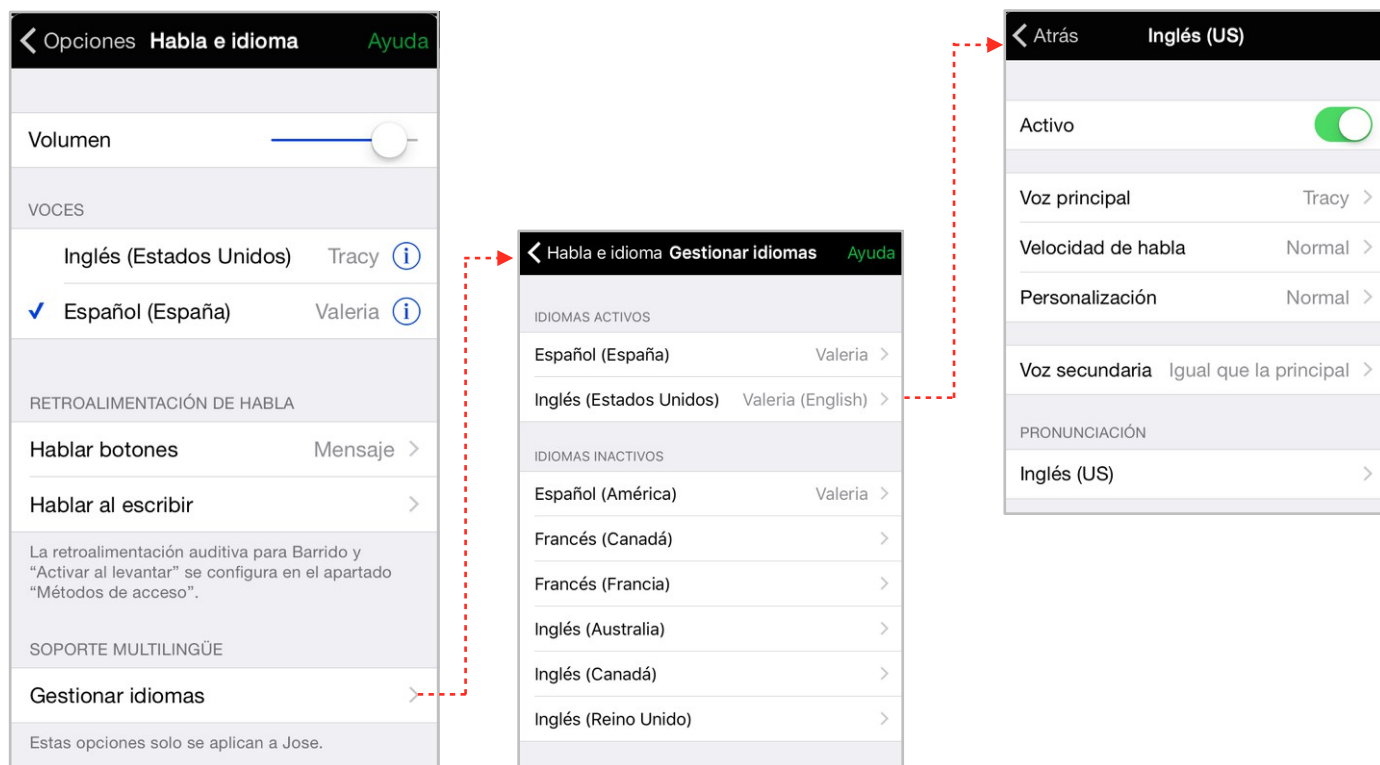 Opciones Habla e idioma Ayuda
Volumen
VOCES
Inglés (Estados Unidos) Tracy i
Español (España) Valeria i
RETROALIMENTACIÓN DE HABLA
Hablar botones Mensaje
Hablar al escribir
La retroalimentación auditiva para Barrido y
“Activar al levantar” se configura en el apartado
“Métodos de acceso”.
SOPORTE MULTILINGÜE
Gestionar idiomas
Estas opciones solo se aplican a Jose.
Habla e idioma Gestionar idiomas Ayuda
IDIOMAS ACTIVOS
Español (España) Valeria
Inglés (Estados Unidos) Valeria (English)
IDIOMAS INACTIVOS
Español (América) Valeria
Francés (Canadá)
Francés (Francia)
Inglés (Australia)
Inglés (Canadá)
Inglés (Reino Unido)
Atrás Inglés (US)
Activo
Voz principal Tracy
Velocidad de habla Normal
Personalización Normal
Voz secundaria Igual que la principal
PRONUNCIACIÓN
Inglés (US)